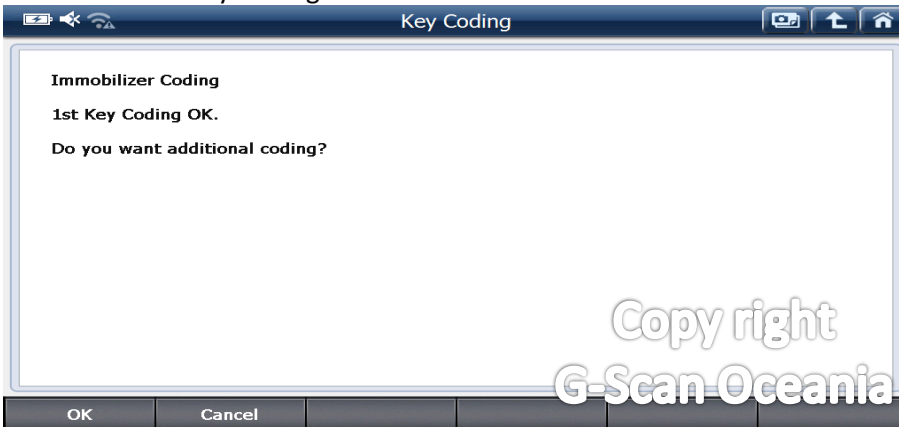 Key Coding
Immobilizer Coding
1st Key Coding OK.
Do you want additional coding?
Copy right
G-Scan Oceania
OK Cancel